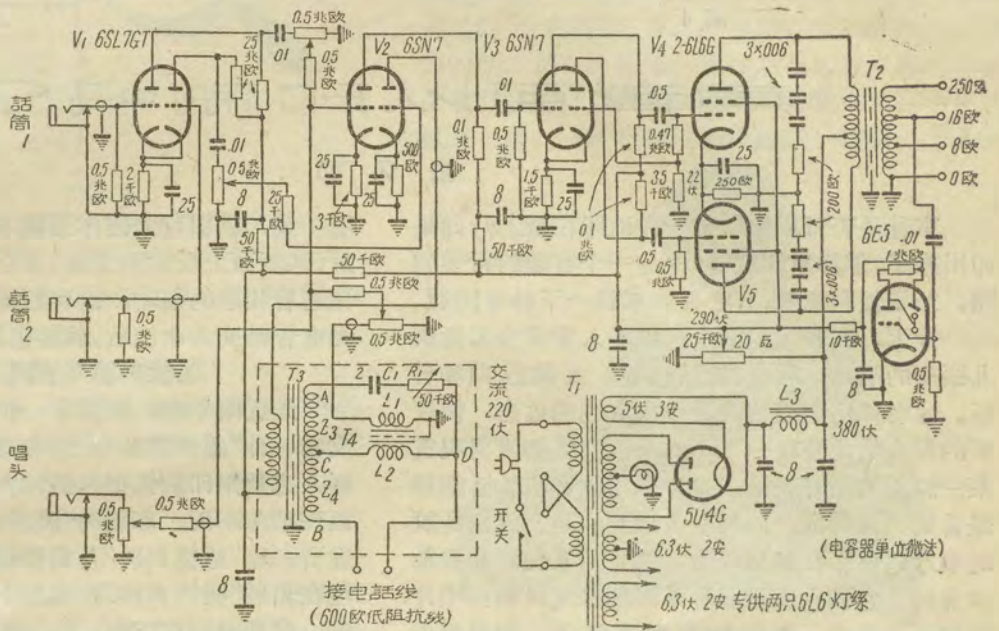 V₁ 6SL7GT
0.5兆欧
.01
0.5兆欧
V₂ 6SN7
V₃ 6SN7
V₄ 2-6L6G
3×.006
T₂
250欧
16欧
8欧
0欧
話筒1
0.5兆欧
2千欧
25
.25兆欧
.01
0.5兆欧
8
50千欧
25千欧
25
3千欧
25
500欧
.01
0.1兆欧
0.5兆欧
8
50千欧
1.5千欧
25
.05
0.47兆欧
35千欧
0.1兆欧
22千欧
.05
0.5兆欧
25
250欧
V₅
200欧
3×.006
6E5
.01
1兆欧
10千欧
8
0.5兆欧
50千欧
0.5兆欧
0.5兆欧
話筒2
0.5兆欧
唱头
0.5兆欧
0.5兆欧
8
T₃
A
Z₃
C
Z₄
B
2
C₁
R₁
50千欧
L₁
T₄
L₂
D
接电話线
(600欧低阻抗线)
8
290伏
25千欧
20瓦
交流220伏
开关
T₁
5伏 3安
5U4G
6.3伏 2安
6.3伏 2安 专供两只6L6灯絲
L₃
380伏
8
(电容器单位微法)